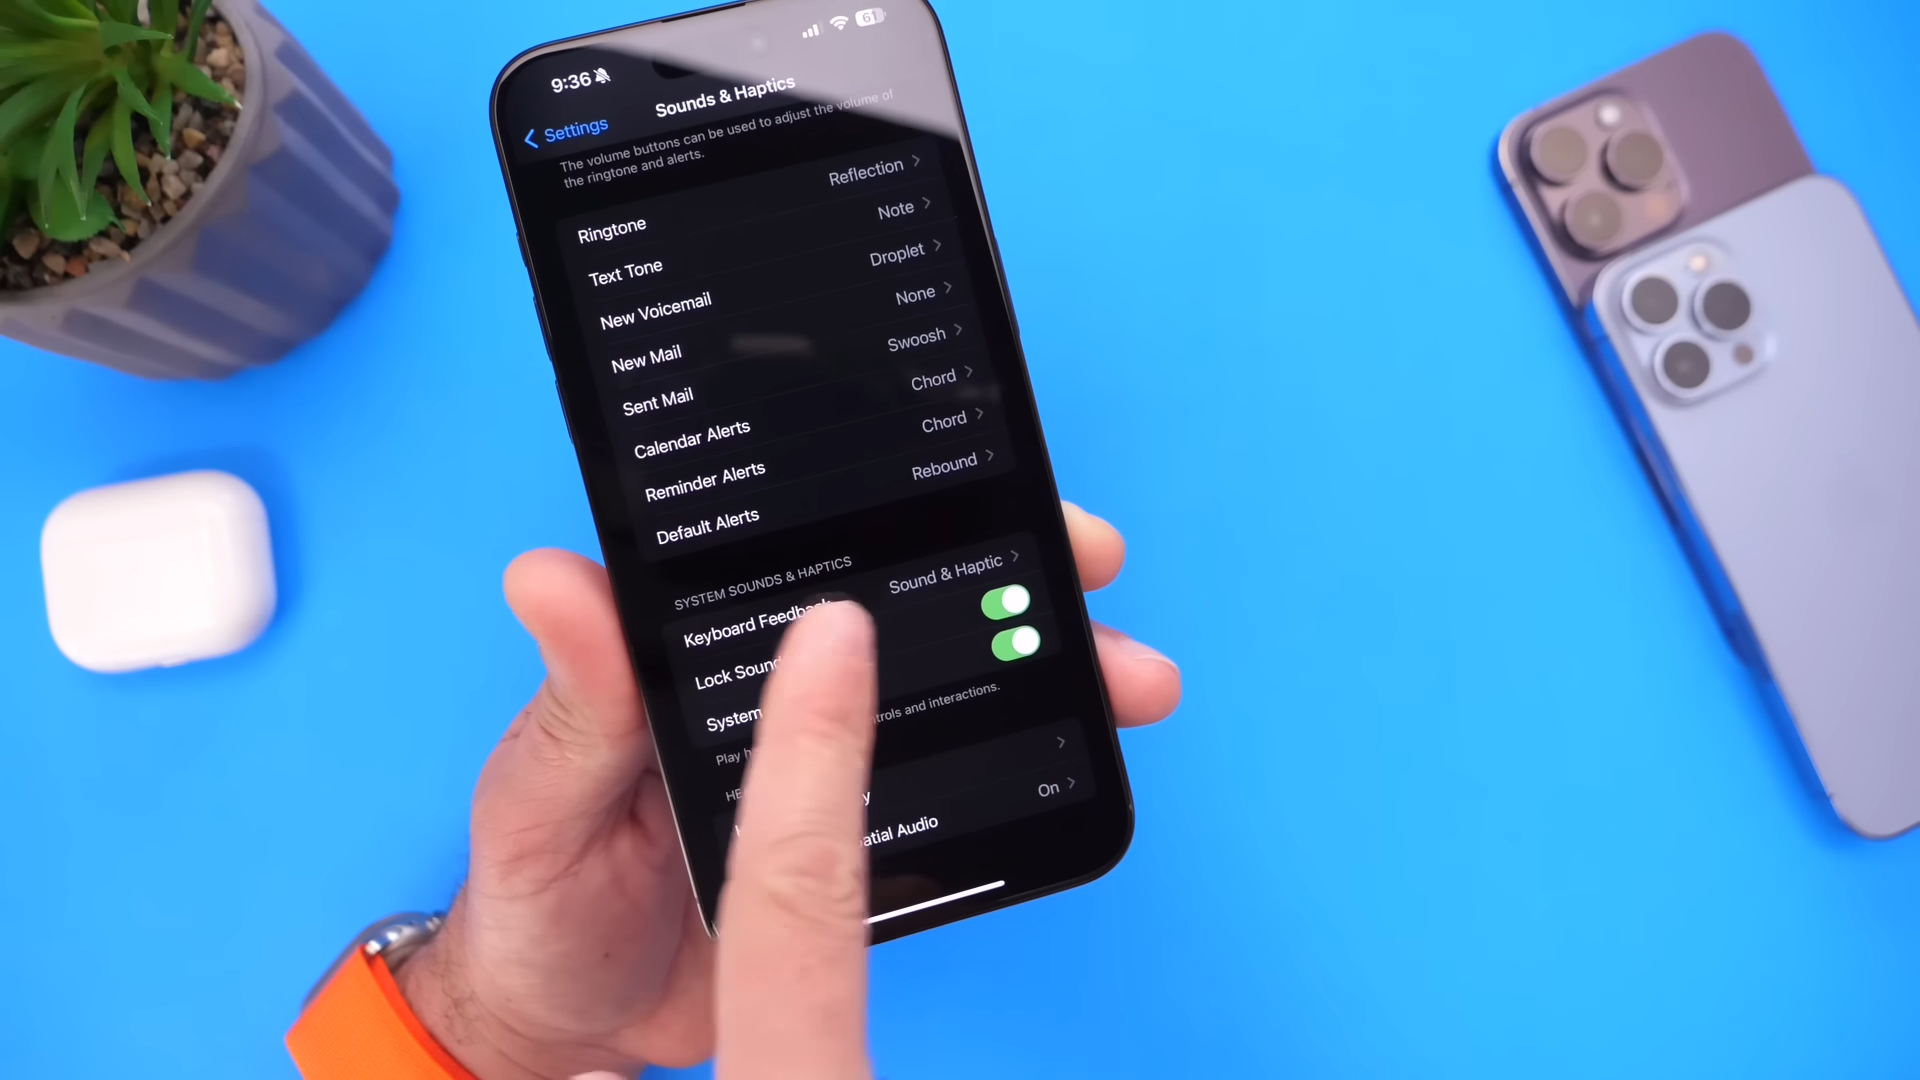 9:36
61
Settings
Sounds & Haptics
The volume buttons can be used to adjust the volume of
the ringtone and alerts.
Ringtone Reflection
Text Tone Note
New Voicemail Droplet
New Mail None
Sent Mail Swoosh
Calendar Alerts Chord
Reminder Alerts Chord
Default Alerts Rebound
SYSTEM SOUNDS & HAPTICS
Keyboard Feedback Sound & Haptic
Lock Sound
System
Play and interactions.
On
Audio